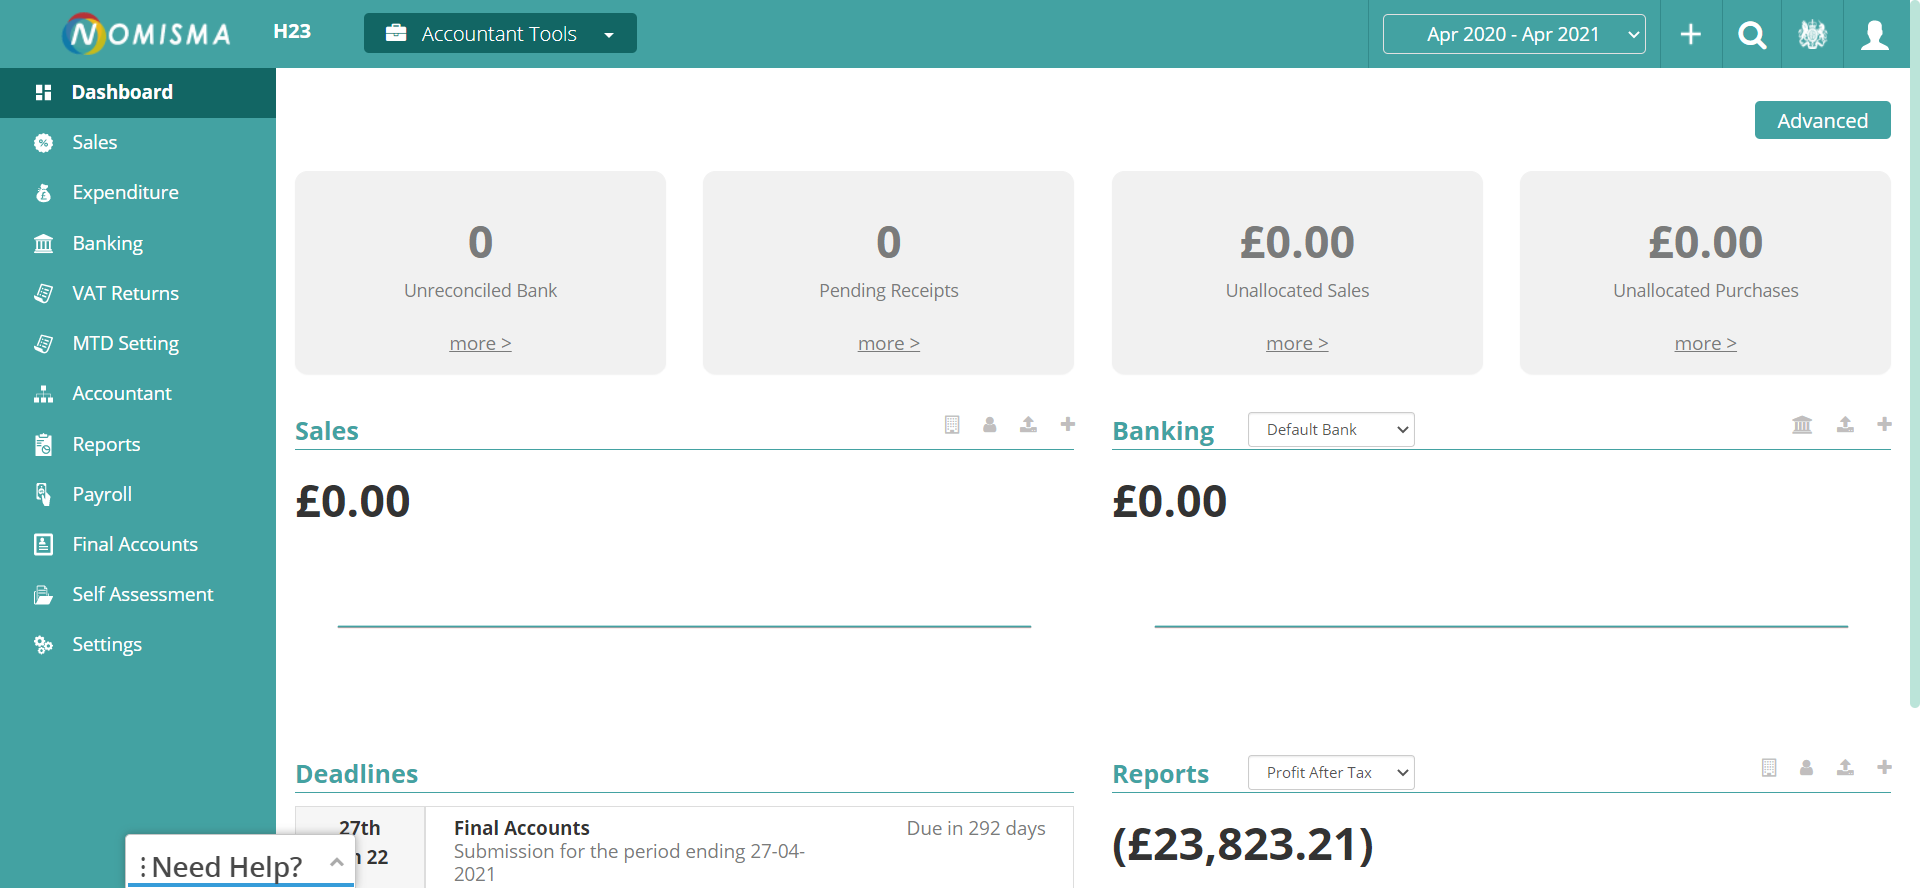 NOMISMA
H23
Accountant Tools
Apr 2020 - Apr 2021
Dashboard
Sales
Expenditure
Banking
VAT Returns
MTD Setting
Accountant
Reports
Payroll
Final Accounts
Self Assessment
Settings
Advanced
0
Unreconciled Bank
more >
0
Pending Receipts
more >
£0.00
Unallocated Sales
more >
£0.00
Unallocated Purchases
more >
Sales
£0.00
Banking
Default Bank
£0.00
Deadlines
27th
22
Final Accounts
Due in 292 days
Submission for the period ending 27-04-
2021
Reports
Profit After Tax
(£23,823.21)
Need Help?